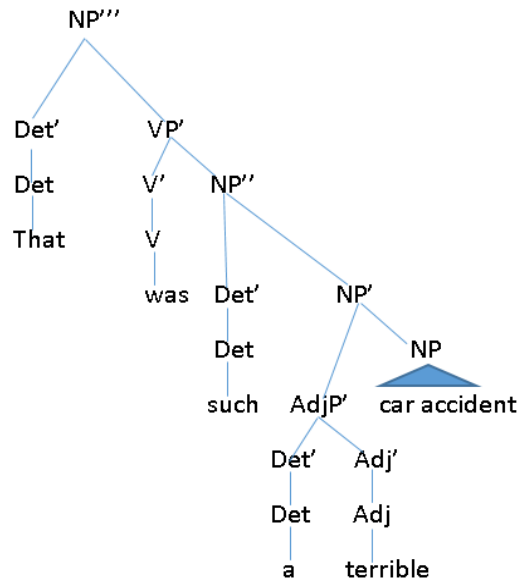 NP’’’
Det’ VP’
Det V’ NP’’
That V
was Det’ NP’
Det NP
such AdjP’ car accident
Det’ Adj’
Det Adj
a terrible